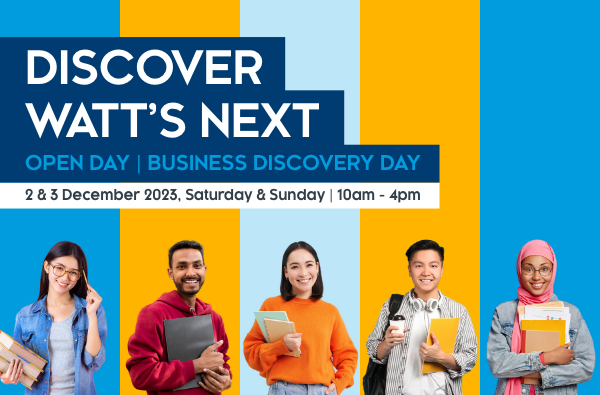 DISCOVER
WATT'S NEXT
OPEN DAY | BUSINESS DISCOVERY DAY
2 & 3 December 2023, Saturday & Sunday | 10am - 4pm